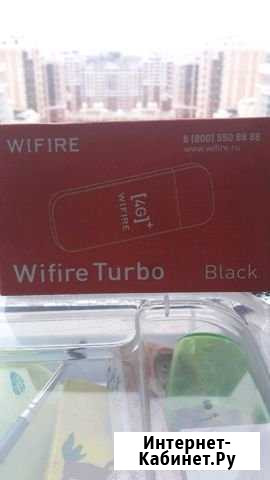 WIFIRE
8 (800) 550 88 88
www.wifire.ru
[4G]+
WIFIRE
Wifire Turbo
Black
Интернет-
Кабинет.Ру